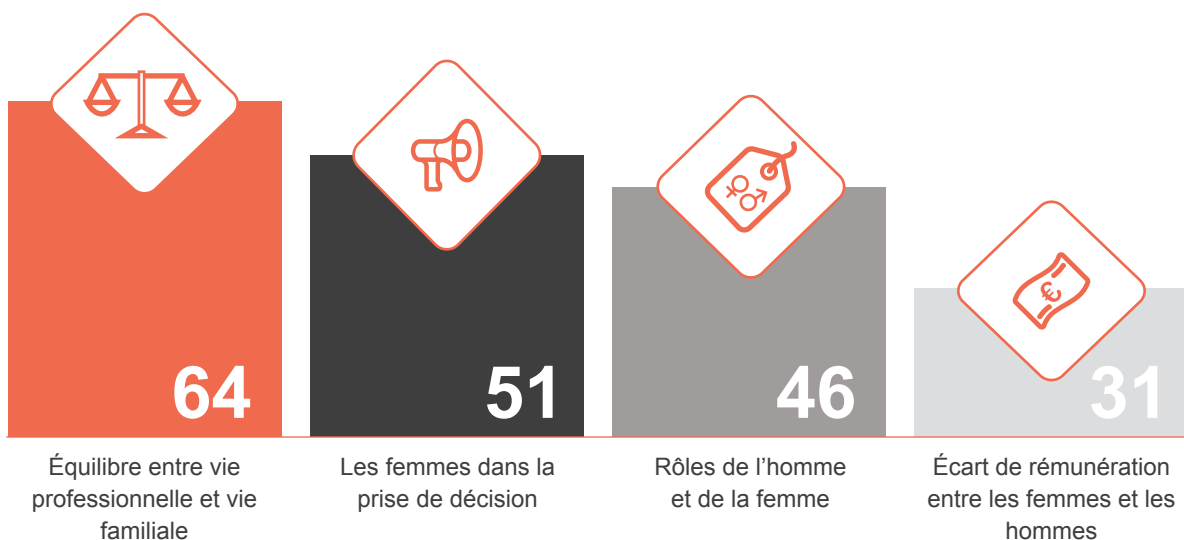 64
51
46
31
Équilibre entre vie
professionnelle et vie
familiale
Les femmes dans la
prise de décision
Rôles de l’homme
et de la femme
Écart de rémunération
entre les femmes et les
hommes